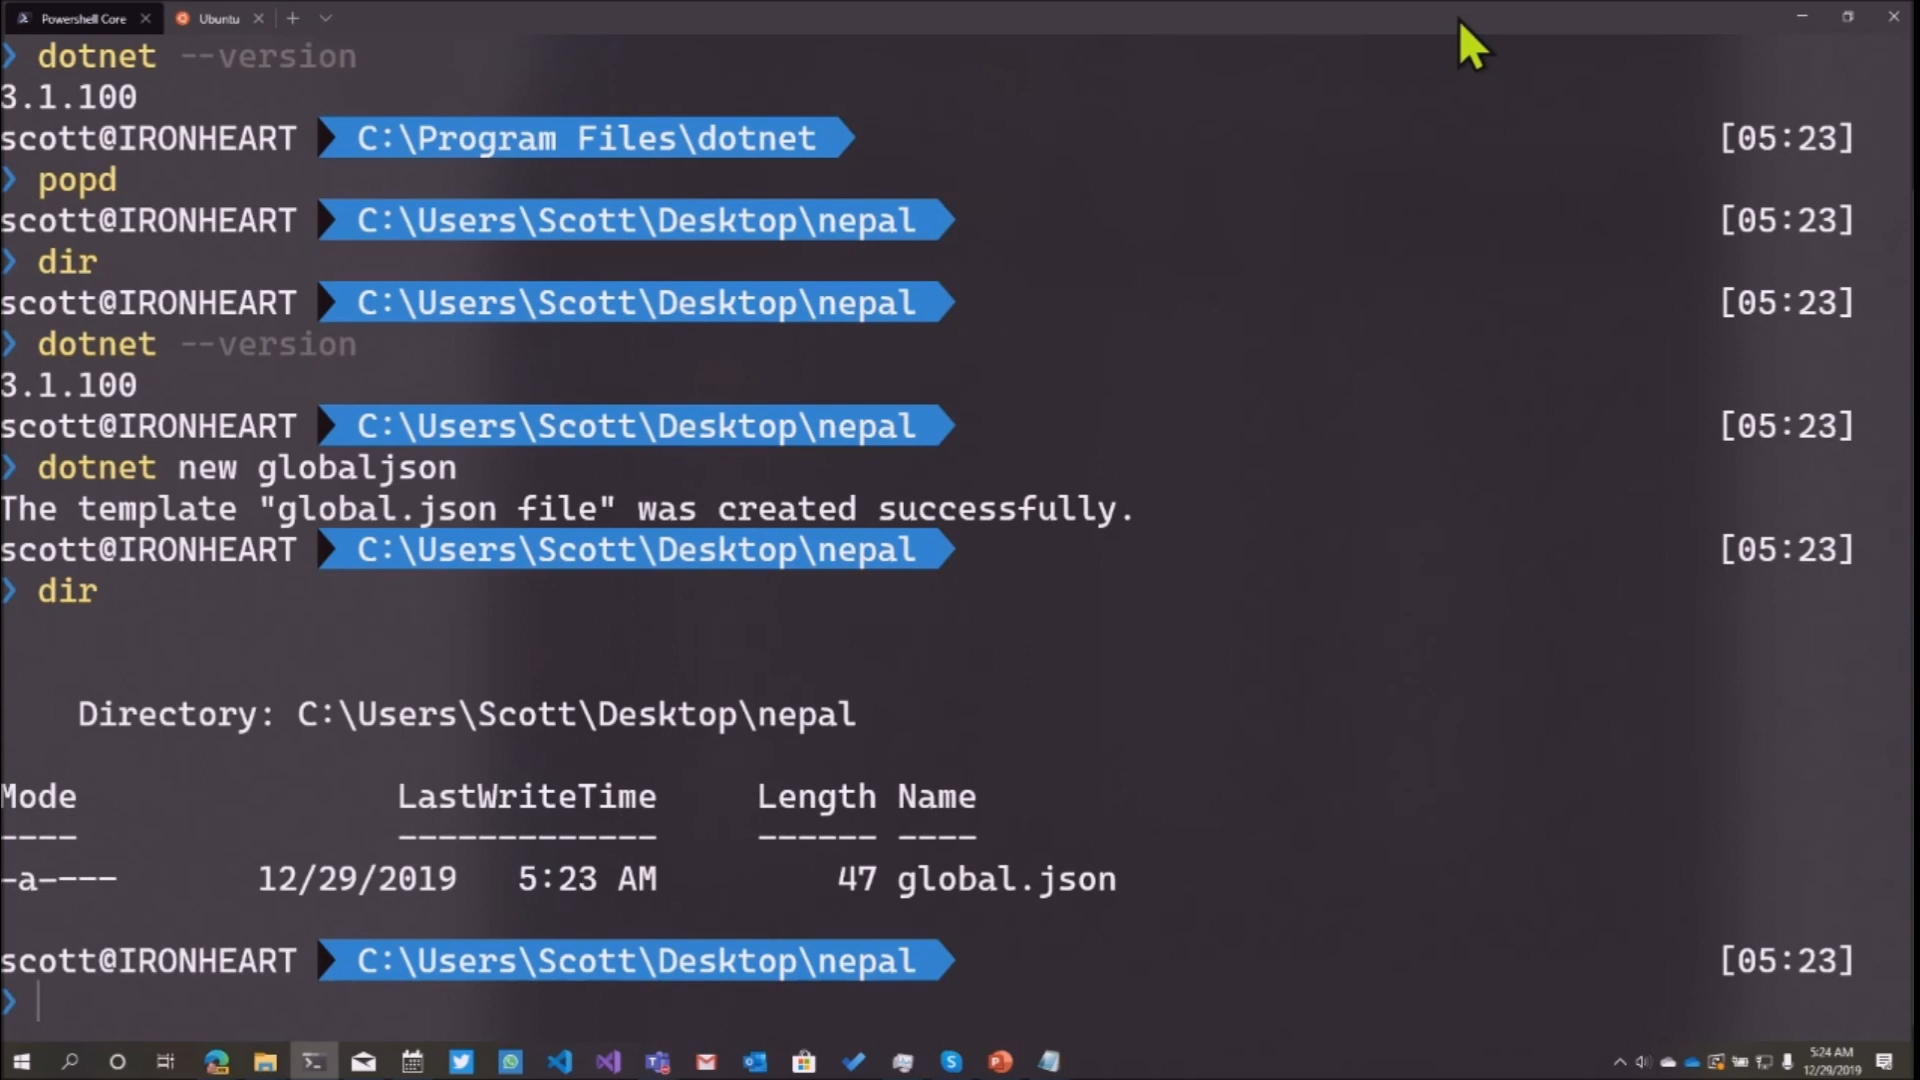 Powershell Core
Ubuntu
dotnet --version
3.1.100
scott@IRONHEART C:\Program Files\dotnet [05:23]
❯ popd
scott@IRONHEART C:\Users\Scott\Desktop\nepal [05:23]
❯ dir
scott@IRONHEART C:\Users\Scott\Desktop\nepal [05:23]
❯ dotnet --version
3.1.100
scott@IRONHEART C:\Users\Scott\Desktop\nepal [05:23]
❯ dotnet new globaljson
The template "global.json file" was created successfully.
scott@IRONHEART C:\Users\Scott\Desktop\nepal [05:23]
❯ dir
Directory: C:\Users\Scott\Desktop\nepal
Mode LastWriteTime Length Name
---- ------------- ------ ----
-a---- 12/29/2019 5:23 AM 47 global.json
scott@IRONHEART C:\Users\Scott\Desktop\nepal [05:23]
❯
5:24 AM
12/29/2019